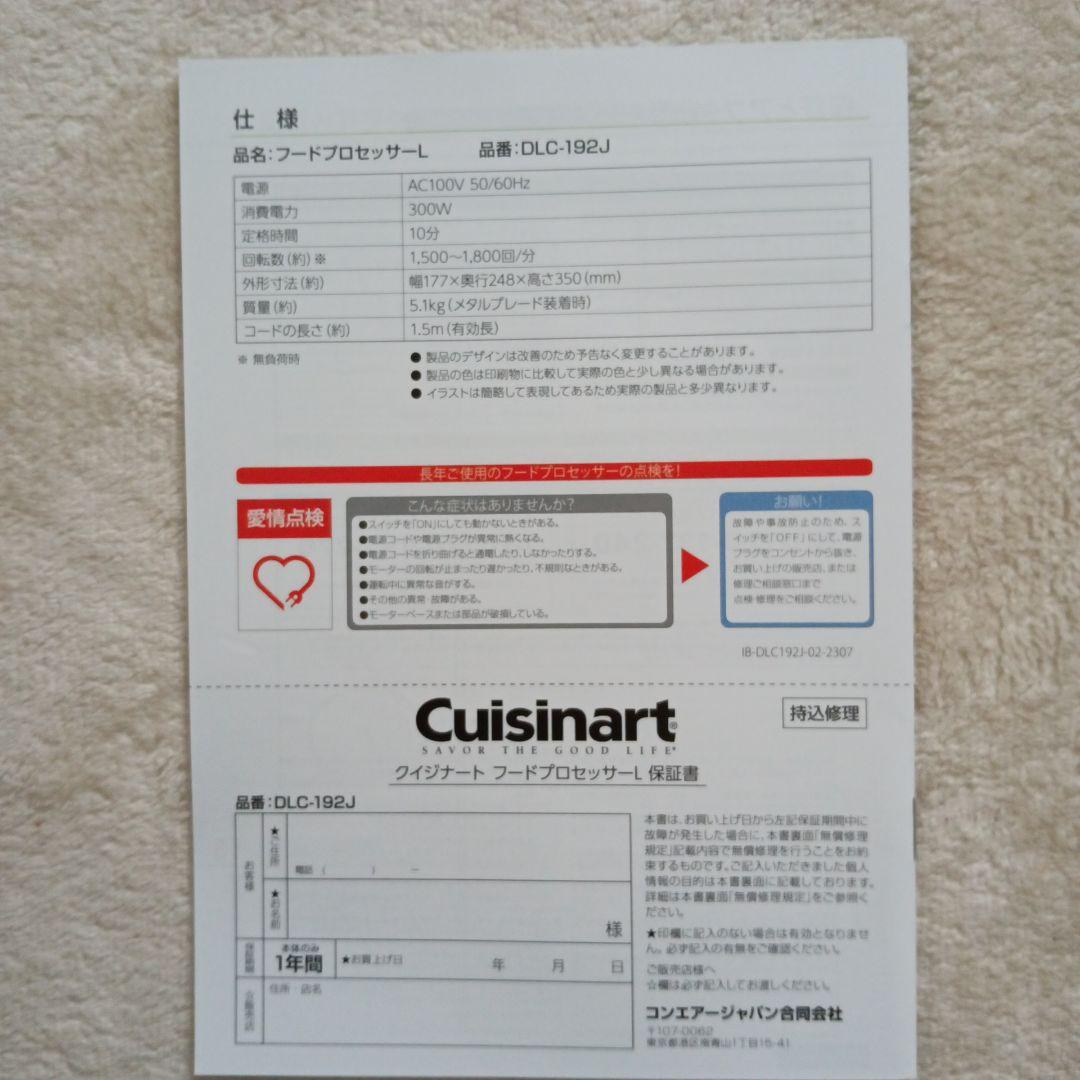 仕様
品名:フードプロセッサーL 品番:DLC-192J
電源 AC100V 50/60Hz
消費電力 300W
定格時間 10分
回転数(約)※ 1,500〜1,800回/分
外形寸法(約) 幅177×奥行248×高さ350(mm)
質量(約) 5.1kg(メタルブレード装着時)
コードの長さ(約) 1.5m(有効長)
※ 無負荷時
● 製品のデザインは改善のため予告なく変更することがあります。
● 製品の色は印刷物に比較して実際の色と少し異なる場合があります。
● イラストは簡略して表現してあるため実際の製品と多少異なります。
長年ご使用のフードプロセッサーの点検を!
愛情点検
こんな症状はありませんか?
●スイッチを「ON」にしても動かないときがある。
●電源コードや電源プラグが異常に熱くなる。
●電源コードを折り曲げると通電したり、しなかったりする。
●モーターの回転が止まったり遅かったり、不規則なときがある。
●運転中に異常な音がする。
●その他の異常・故障がある。
●モーターベースまたは部品が破損している。
お願い!
故障や事故防止のため、ス
イッチを「OFF」にして、電源
プラグをコンセントから抜き、
お買い上げの販売店、または
修理ご相談窓口まで
点検・修理をご相談ください。
IB-DLC192J-02-2307
Cuisinart®
SAVOR THE GOOD LIFE®
持込修理
クイジナート フードプロセッサーL 保証書
品番:DLC-192J
お客様
★ご住所
電話 ( ) ー
★お名前
様
保証期間
本体のみ
1年間
★お買上げ日 年 月 日
☆販売店
住所・店名
本書は、お買い上げ日から左記保証期間中に
故障が発生した場合に、本書裏面「無償修理
規定」記載内容で無償修理を行うことをお約
束するものです。ご記入いただきました個人
情報の目的は本書裏面に記載しております。
詳細は本書裏面「無償修理規定」をご参照く
ださい。
★印欄に記入のない場合は有効となりませ
ん。必ず記入の有無をご確認ください。
ご販売店様へ
☆欄は必ず記入してお渡しください。
コンエアージャパン合同会社
〒107-0062
東京都港区南青山1丁目15-41